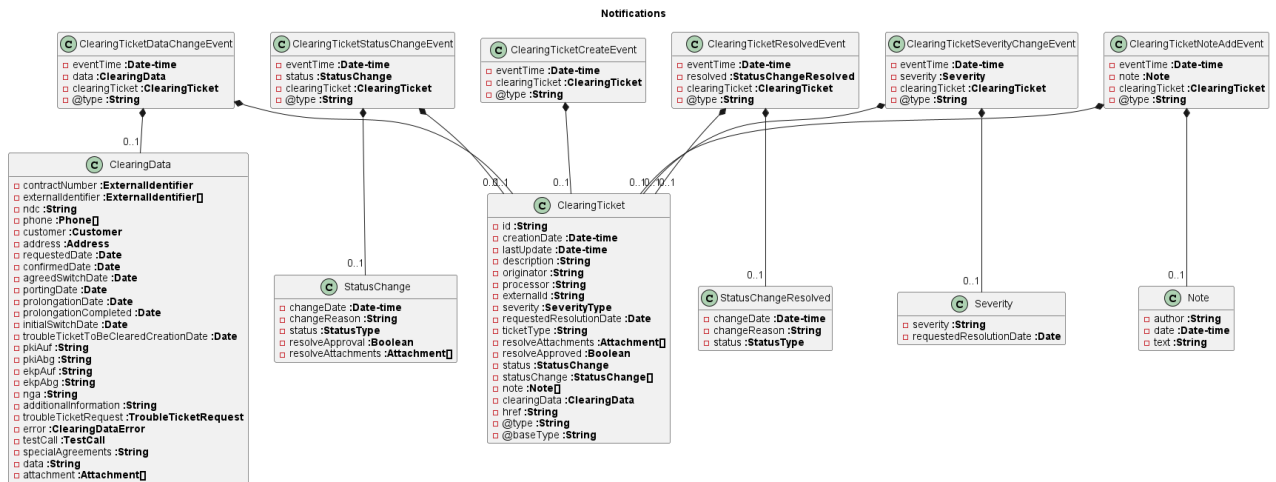 Notifications
C ClearingTicketDataChangeEvent
eventTime :Date-time
data :ClearingData
clearingTicket :ClearingTicket
@type :String
C ClearingTicketStatusChangeEvent
eventTime :Date-time
status :StatusChange
clearingTicket :ClearingTicket
@type :String
C ClearingTicketCreateEvent
eventTime :Date-time
clearingTicket :ClearingTicket
@type :String
C ClearingTicketResolvedEvent
eventTime :Date-time
resolved :StatusChangeResolved
clearingTicket :ClearingTicket
@type :String
C ClearingTicketSeverityChangeEvent
eventTime :Date-time
severity :Severity
clearingTicket :ClearingTicket
@type :String
C ClearingTicketNoteAddEvent
eventTime :Date-time
note :Note
clearingTicket :ClearingTicket
@type :String
0..1
C ClearingData
contractNumber :ExternalIdentifier
externalIdentifier :ExternalIdentifier[]
ndc :String
phone :Phone[]
customer :Customer
address :Address
requestedDate :Date
confirmedDate :Date
agreedSwitchDate :Date
portingDate :Date
prolongationDate :Date
prolongationCompleted :Date
initialSwitchDate :Date
troubleTicketToBeClearedCreationDate :Date
pkiAuf :String
pkiAbg :String
ekpAuf :String
ekpAbg :String
nga :String
additionalInformation :String
troubleTicketRequest :TroubleTicketRequest
error :ClearingDataError
testCall :TestCall
specialAgreements :String
data :String
attachment :Attachment[]
0..1
C StatusChange
changeDate :Date-time
changeReason :String
status :StatusType
resolveApproval :Boolean
resolveAttachments :Attachment[]
0..1
0..1
C ClearingTicket
id :String
creationDate :Date-time
lastUpdate :Date-time
description :String
originator :String
processor :String
externalId :String
severity :SeverityType
requestedResolutionDate :Date
ticketType :String
resolveAttachments :Attachment[]
resolveApproved :Boolean
status :StatusChange
statusChange :StatusChange[]
note :Note[]
clearingData :ClearingData
href :String
@type :String
@baseType :String
0..1
C StatusChangeResolved
changeDate :Date-time
changeReason :String
status :StatusType
0..1
C Severity
severity :String
requestedResolutionDate :Date
0..1
C Note
author :String
date :Date-time
text :String